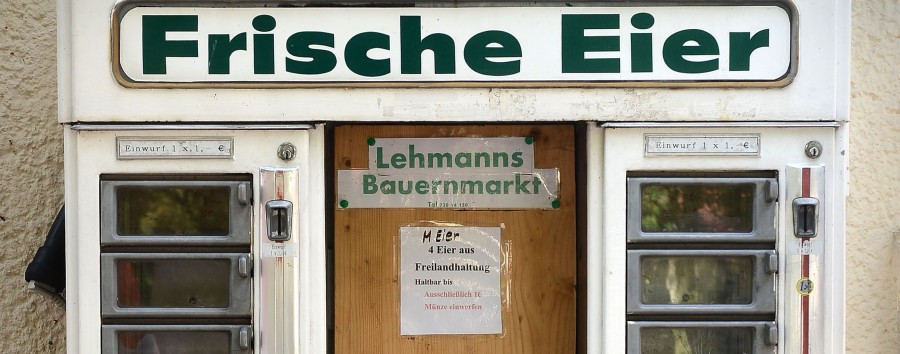 Frische Eier
Einwurf 1 x 1,- €
Einwurf 1 x 1,- €
Lehmanns
Bauernmarkt
M Eier
4 Eier aus
Freilandhaltung
Haltbar bis
Ausschließlich 1€
Münze einwerfen